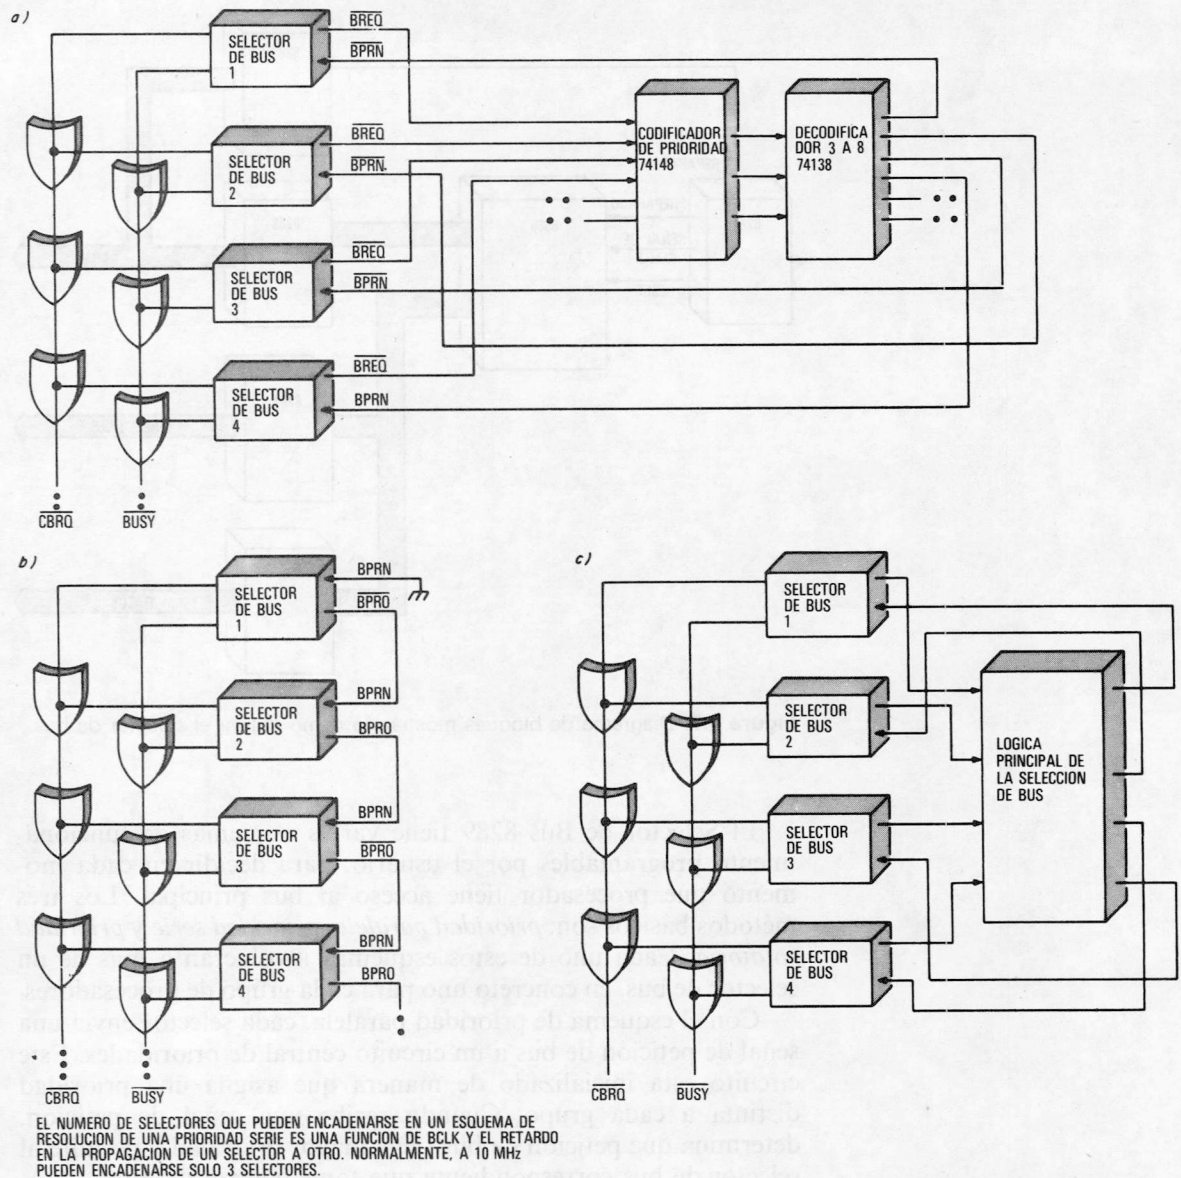 a)
SELECTOR
DE BUS
1
BREQ
BPRN
SELECTOR
DE BUS
2
BREQ
BPRN
SELECTOR
DE BUS
3
BREQ
BPRN
SELECTOR
DE BUS
4
BREQ
BPRN
CODIFICADOR
DE PRIORIDAD
74148
DECODIFICA
DOR 3 A 8
74138
CBRQ
BUSY
b)
SELECTOR
DE BUS
1
BPRN
BPRO
SELECTOR
DE BUS
2
BPRN
BPRO
SELECTOR
DE BUS
3
BPRN
BPRO
SELECTOR
DE BUS
4
BPRN
BPRO
CBRQ
BUSY
EL NUMERO DE SELECTORES QUE PUEDEN ENCADENARSE EN UN ESQUEMA DE
RESOLUCION DE UNA PRIORIDAD SERIE ES UNA FUNCION DE BCLK Y EL RETARDO
EN LA PROPAGACION DE UN SELECTOR A OTRO. NORMALMENTE, A 10 MHz
PUEDEN ENCADENARSE SOLO 3 SELECTORES.
c)
SELECTOR
DE BUS
1
SELECTOR
DE BUS
2
SELECTOR
DE BUS
3
SELECTOR
DE BUS
4
LOGICA
PRINCIPAL DE
LA SELECCION
DE BUS
CBRQ
BUSY